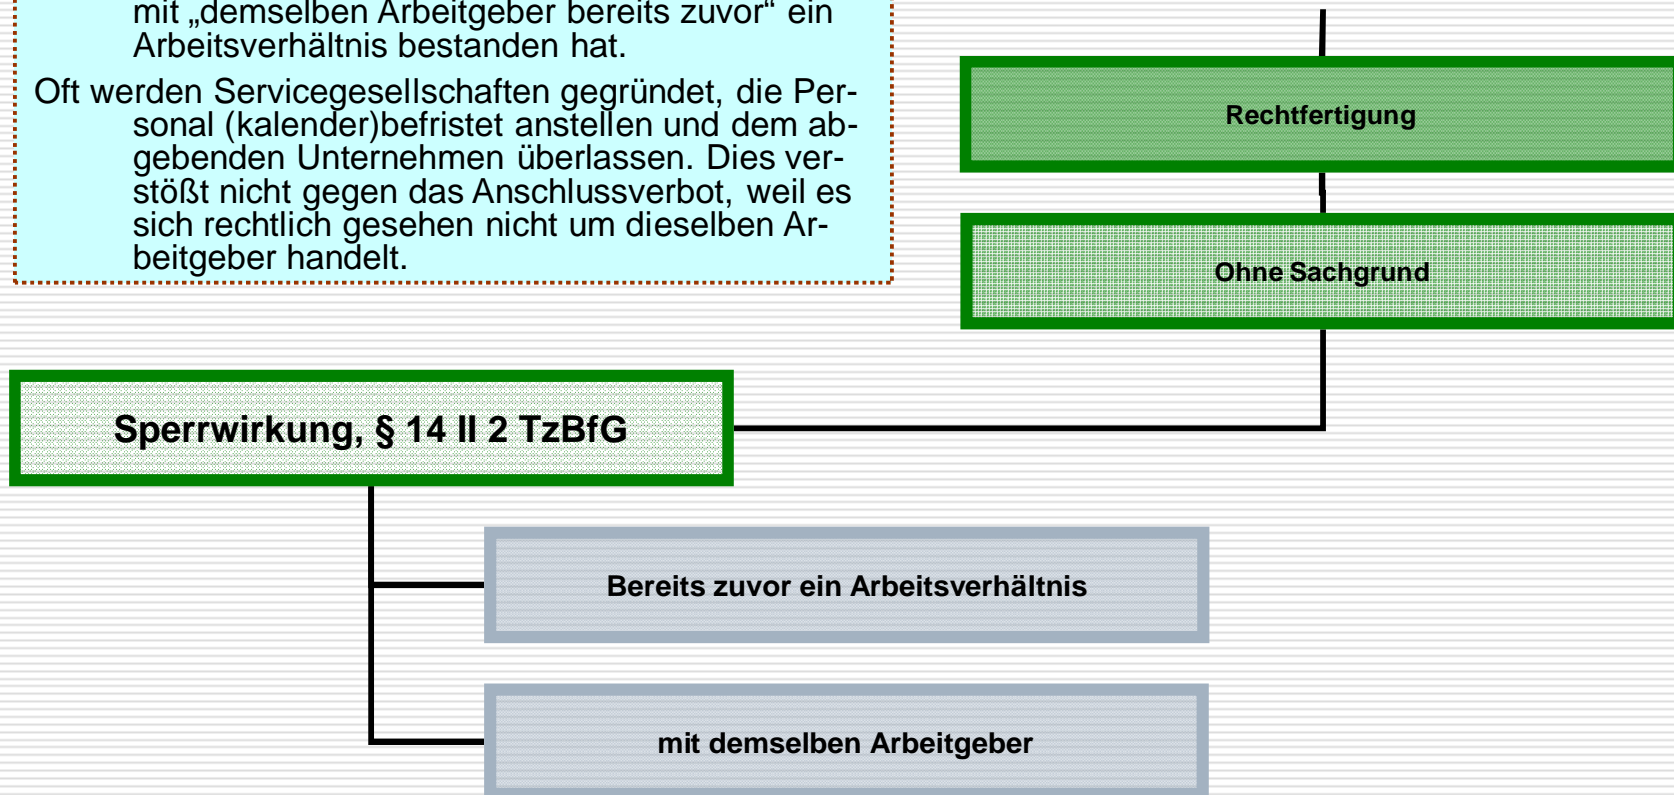 mit „demselben Arbeitgeber bereits zuvor“ ein
Arbeitsverhältnis bestanden hat.
Oft werden Servicegesellschaften gegründet, die Per-
sonal (kalender)befristet anstellen und dem ab-
gebenden Unternehmen überlassen. Dies ver-
stößt nicht gegen das Anschlussverbot, weil es
sich rechtlich gesehen nicht um dieselben Ar-
beitgeber handelt.
Rechtfertigung
Ohne Sachgrund
Sperrwirkung, § 14 II 2 TzBfG
Bereits zuvor ein Arbeitsverhältnis
mit demselben Arbeitgeber